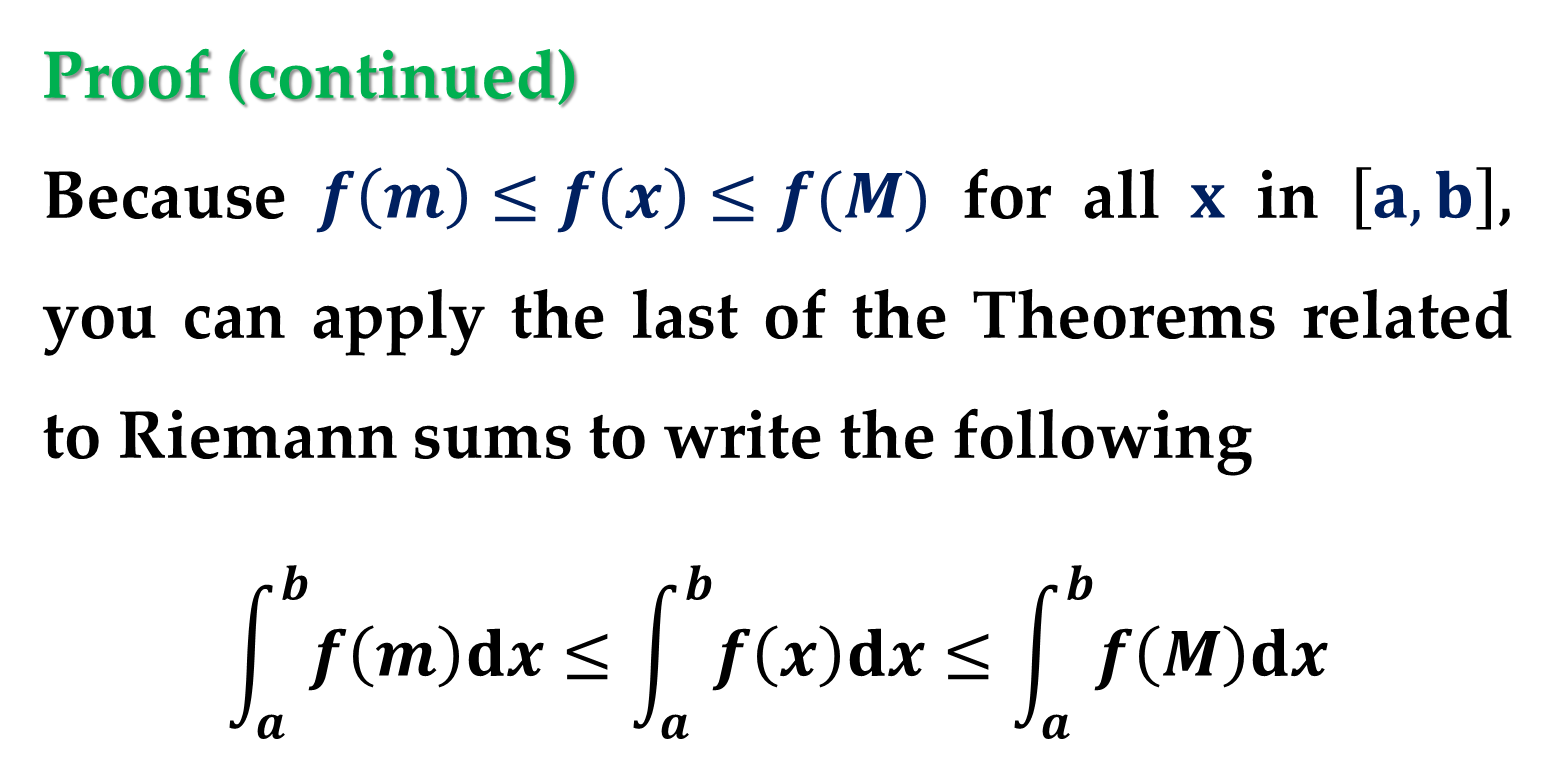 Proof (continued)
Because f(m) ≤ f(x) ≤ f(M) for all x in [a, b],
you can apply the last of the Theorems related
to Riemann sums to write the following
∫_a^b f(m)dx ≤ ∫_a^b f(x)dx ≤ ∫_a^b f(M)dx